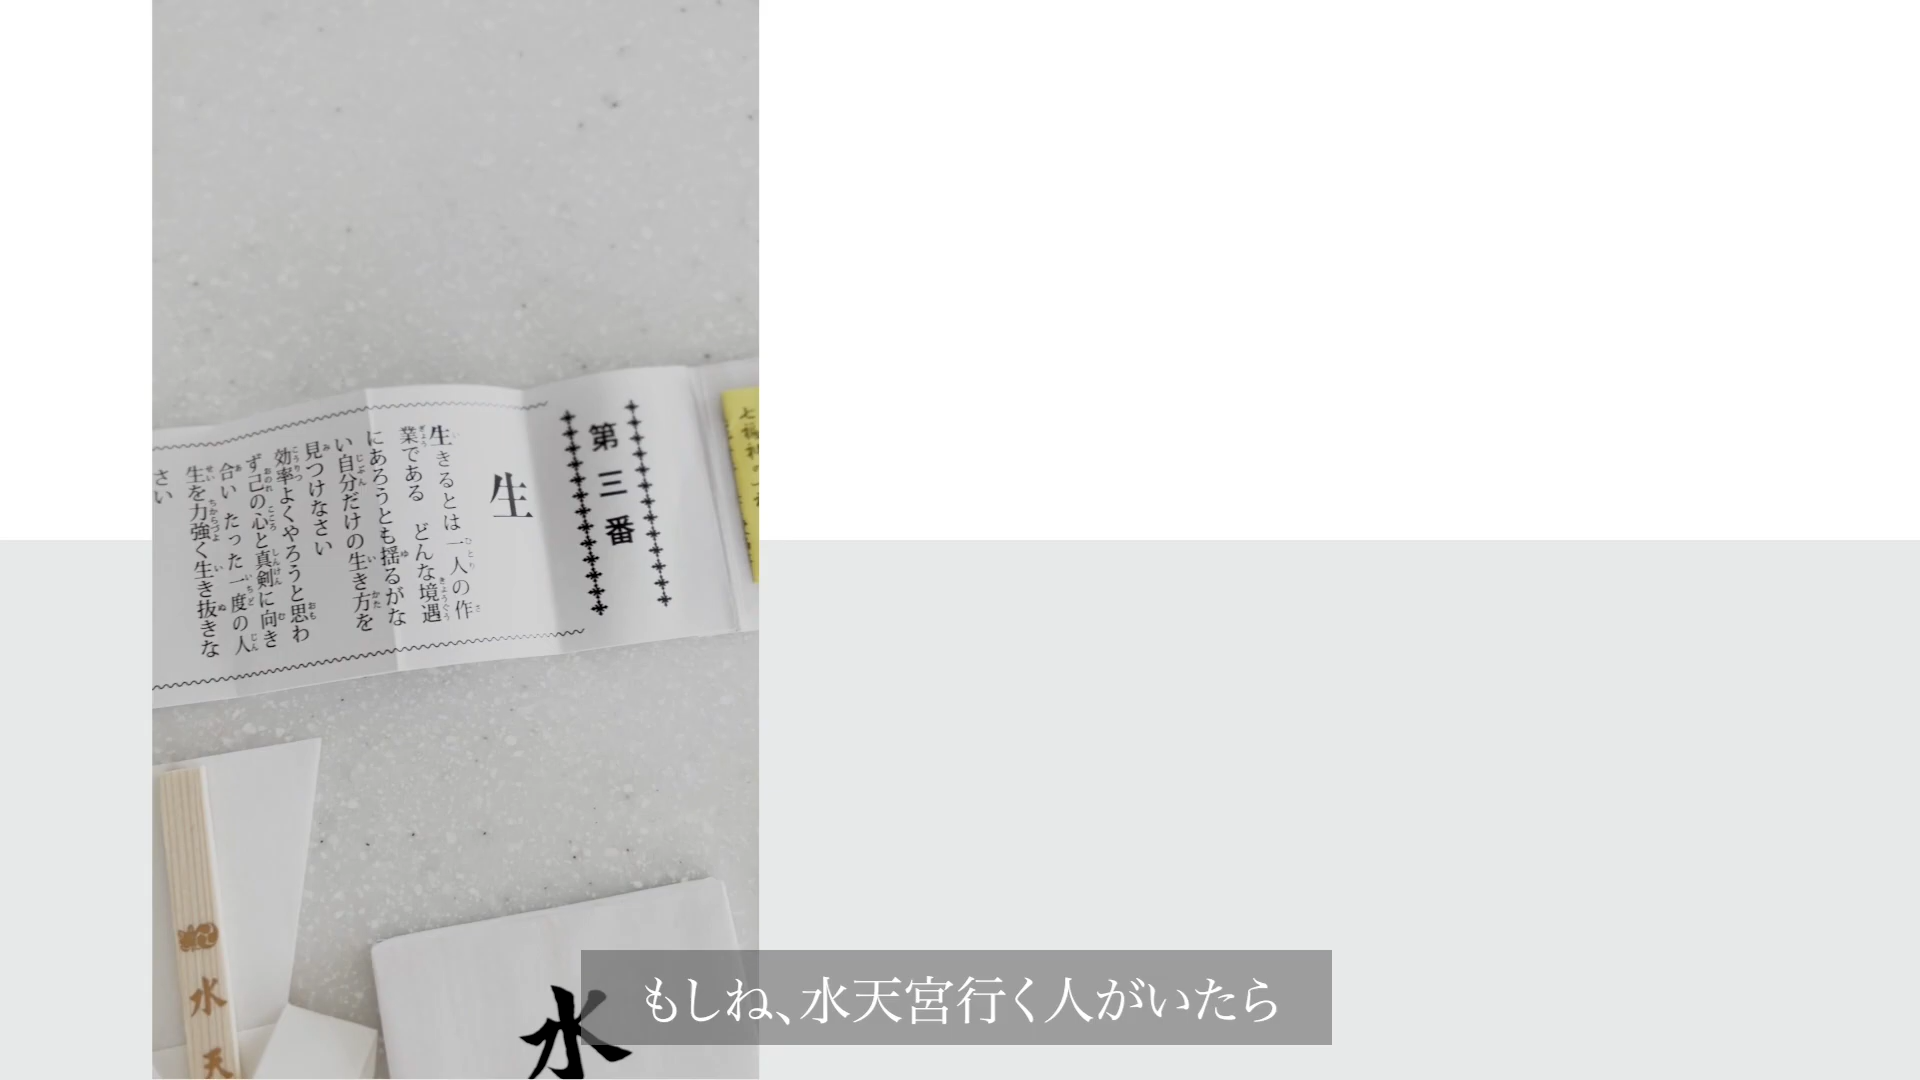 第三番
生
生きるとは一人の作
業である どんな境遇
にあろうとも揺るがな
い自分だけの生き方を
見つけなさい
効率よくやろうと思わ
ず己の心と真剣に向き
合い たった一度の人
生を力強く生き抜きな
さい
水天
水
もしね、水天宮行く人がいたら